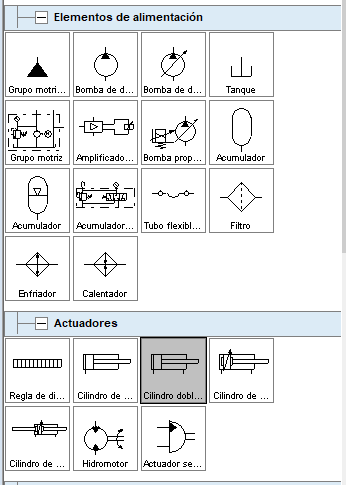 Elementos de alimentación
Grupo motri...
Bomba de d...
Bomba de d...
Tanque
Grupo motriz
Amplificado...
Bomba prop...
Acumulador
Acumulador
Acumulador...
Tubo flexibl...
Filtro
Enfriador
Calentador
Actuadores
Regla de di...
Cilindro de ...
Cilindro dobl...
Cilindro de ...
Cilindro de ...
Hidromotor
Actuador se...